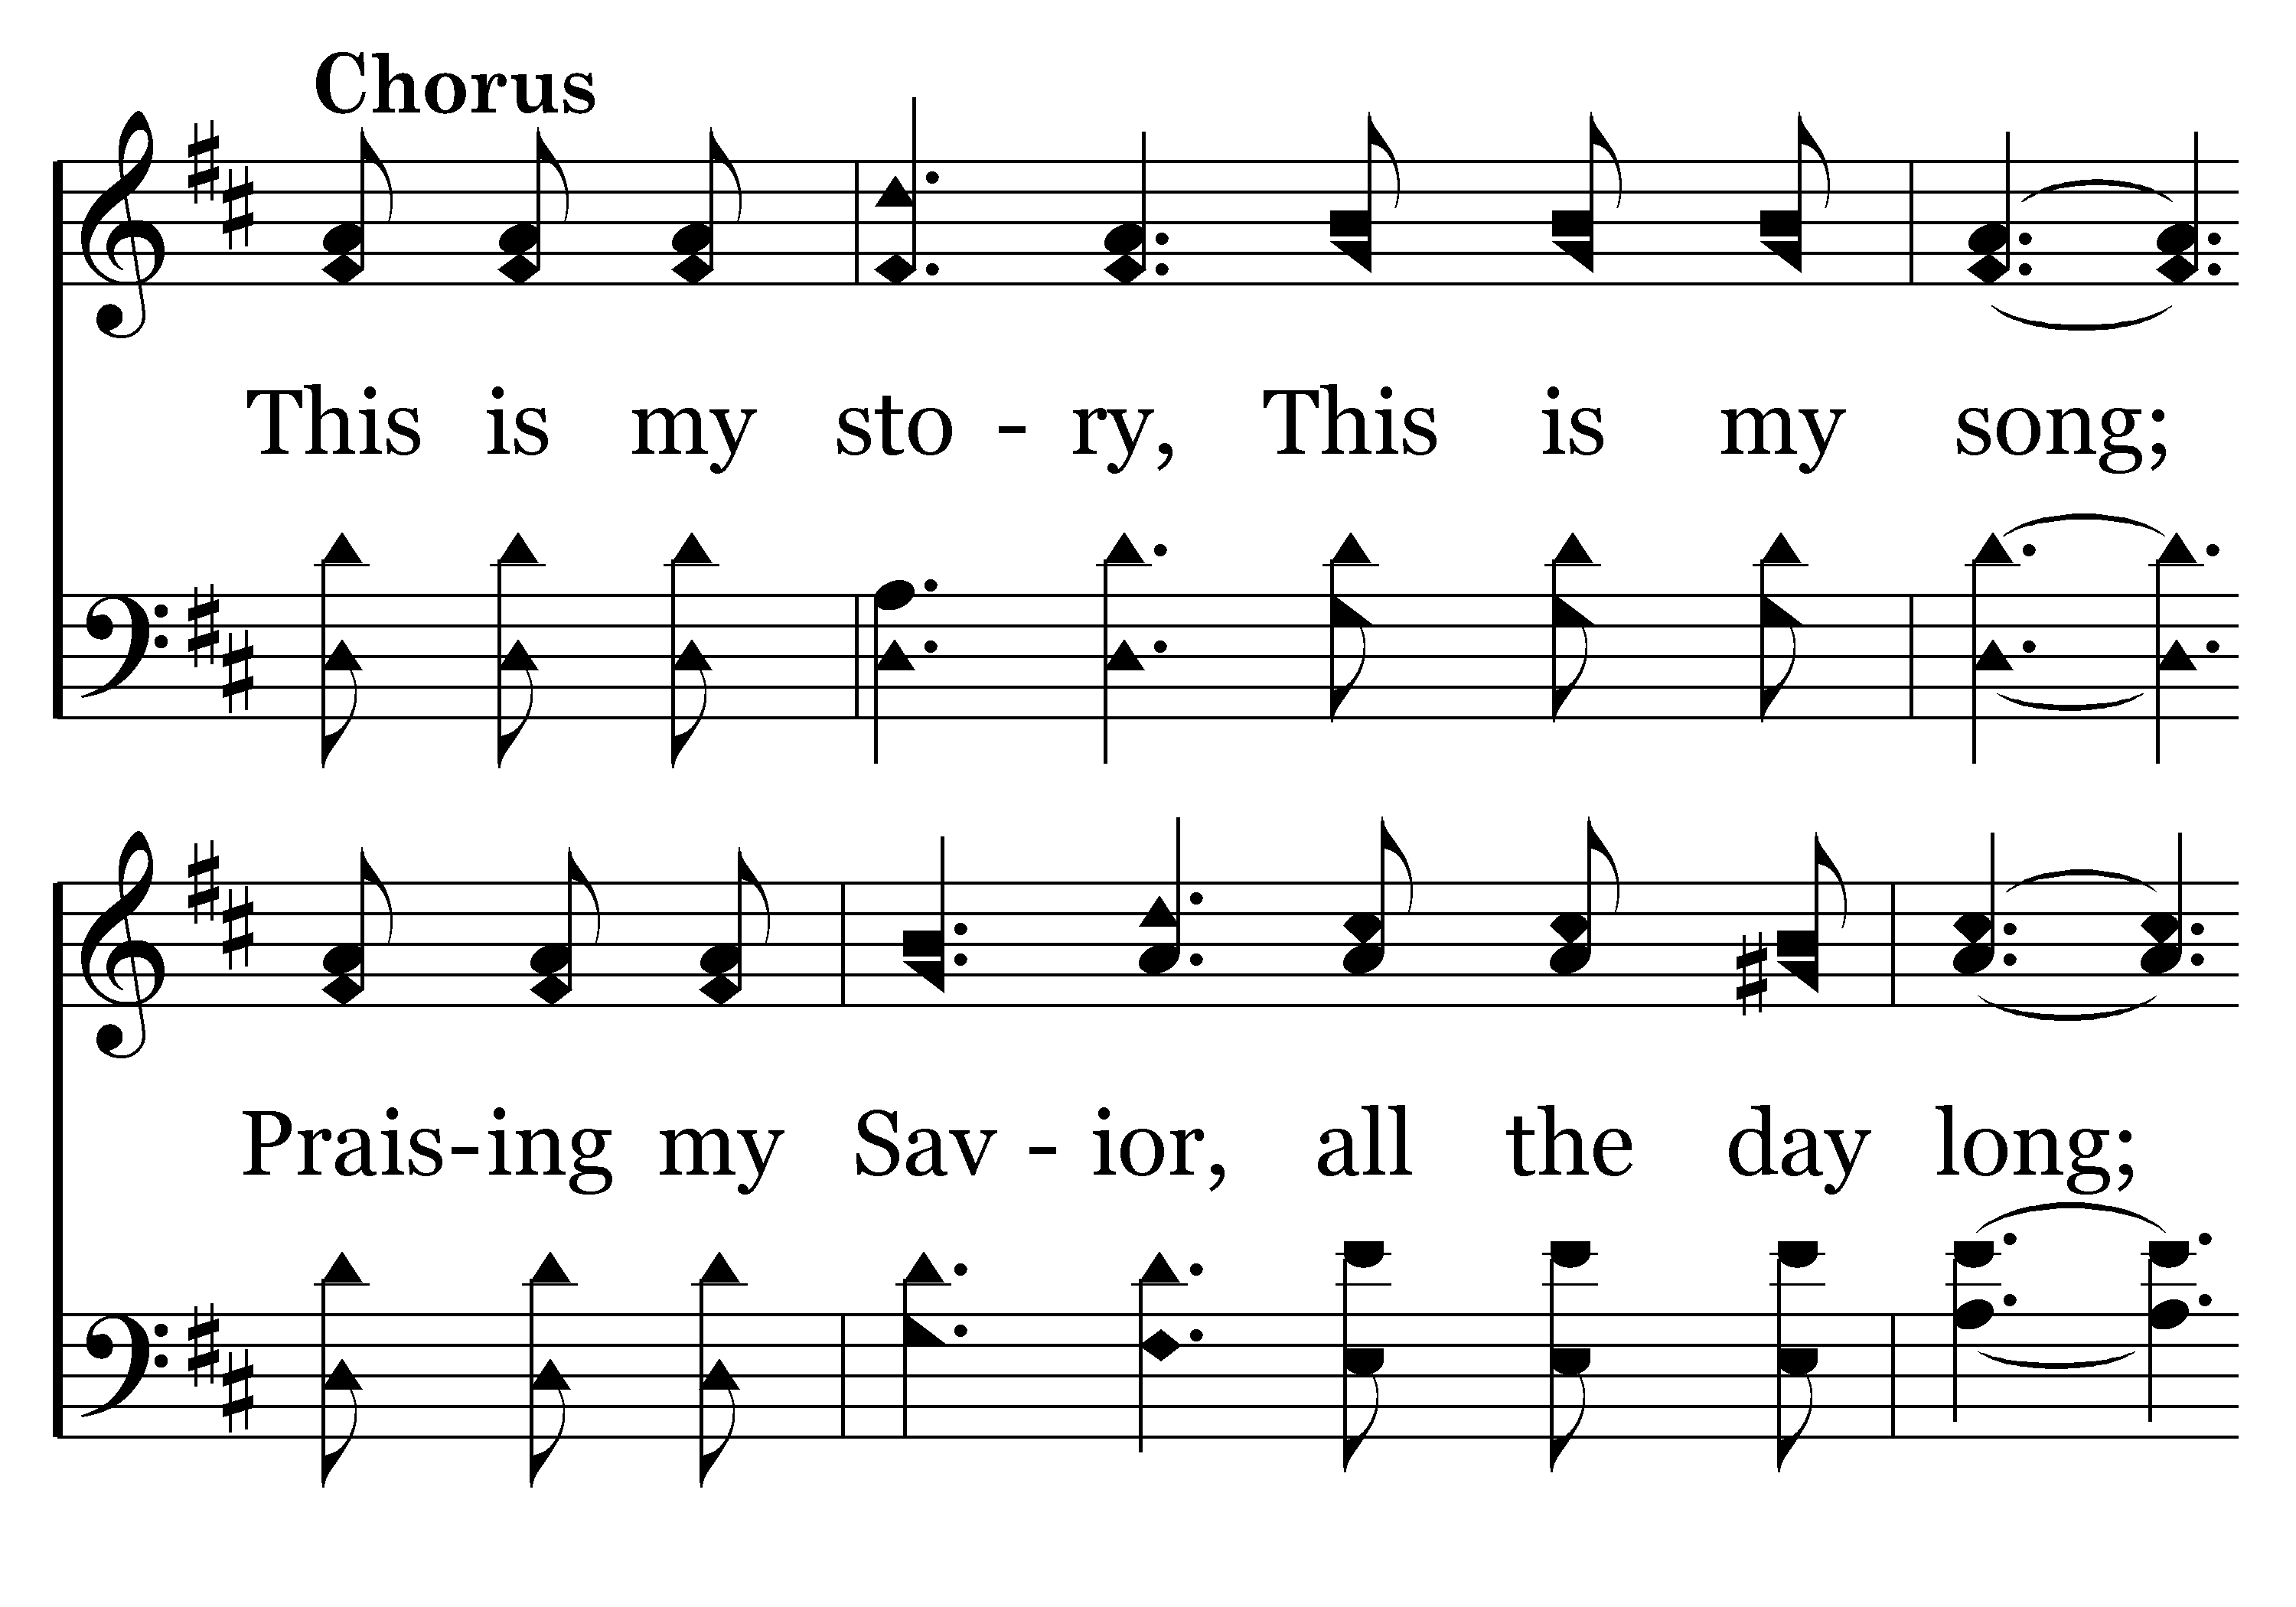 Chorus
This is my sto - ry, This is my song;
Prais-ing my Sav - ior, all the day long;